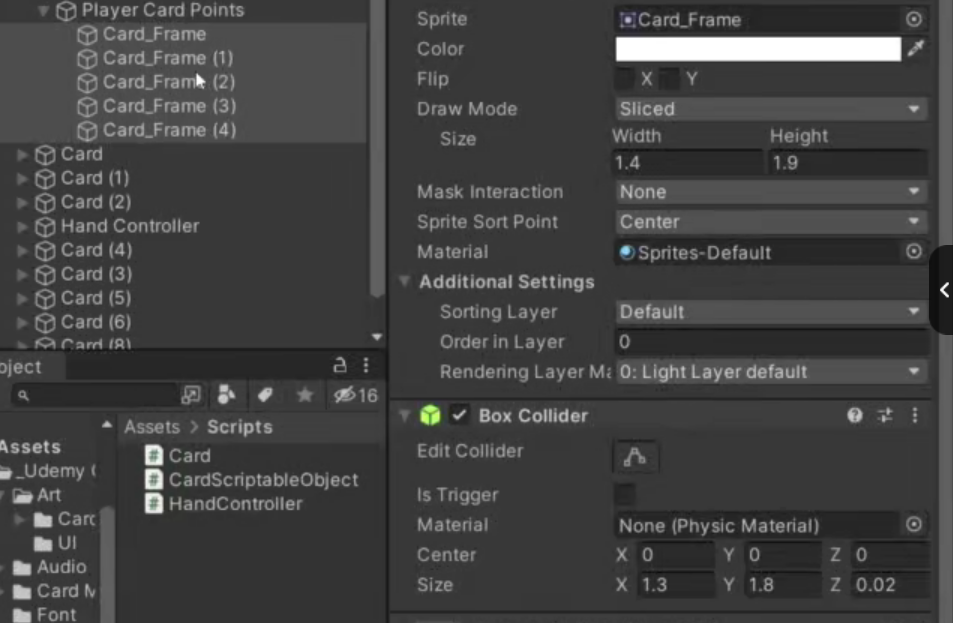 Player Card Points
Card_Frame
Card_Frame (1)
Card_Frame (2)
Card_Frame (3)
Card_Frame (4)
Card
Card (1)
Card (2)
Hand Controller
Card (4)
Card (3)
Card (5)
Card (6)
Card (8)
oject
16
Assets
_Udemy (
Art
Card
UI
Audio
Card M
Font
Assets > Scripts
Card
CardScriptableObject
HandController
Sprite Card_Frame
Color
Flip X Y
Draw Mode Sliced
Size Width Height
1.4 1.9
Mask Interaction None
Sprite Sort Point Center
Material Sprites-Default
Additional Settings
Sorting Layer Default
Order in Layer 0
Rendering Layer Ma 0: Light Layer default
Box Collider
Edit Collider
Is Trigger
Material None (Physic Material)
Center X 0 Y 0 Z 0
Size X 1.3 Y 1.8 Z 0.02